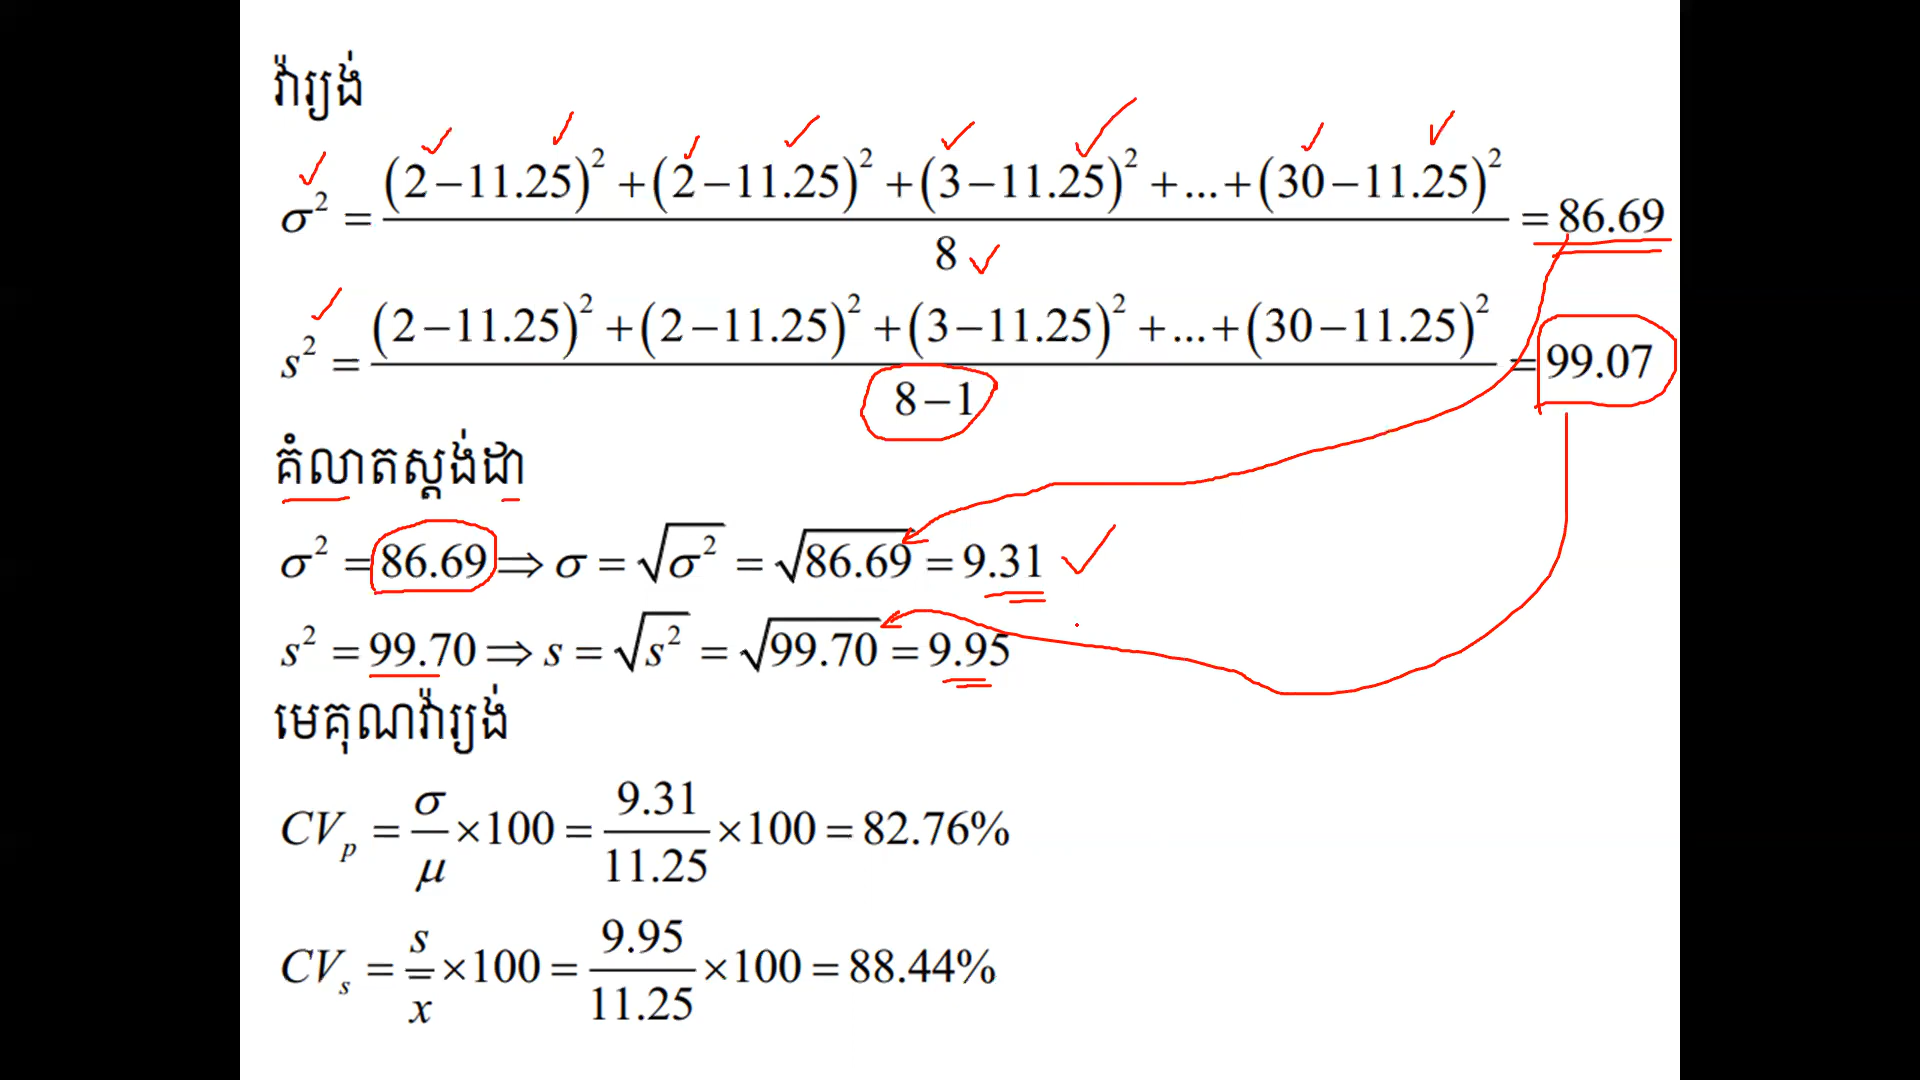 វ៉ារ្យង់
σ² = ((2−11.25)² + (2−11.25)² + (3−11.25)² + ... + (30−11.25)²) / 8 = 86.69
s² = ((2−11.25)² + (2−11.25)² + (3−11.25)² + ... + (30−11.25)²) / (8−1) = 99.07
គំលាតស្តង់ដា
σ² = 86.69 ⇒ σ = √σ² = √86.69 = 9.31
s² = 99.70 ⇒ s = √s² = √99.70 = 9.95
មេគុណវ៉ារ្យង់
CVₚ = σ/μ ×100 = 9.31/11.25 ×100 = 82.76%
CVₛ = s/x̄ ×100 = 9.95/11.25 ×100 = 88.44%